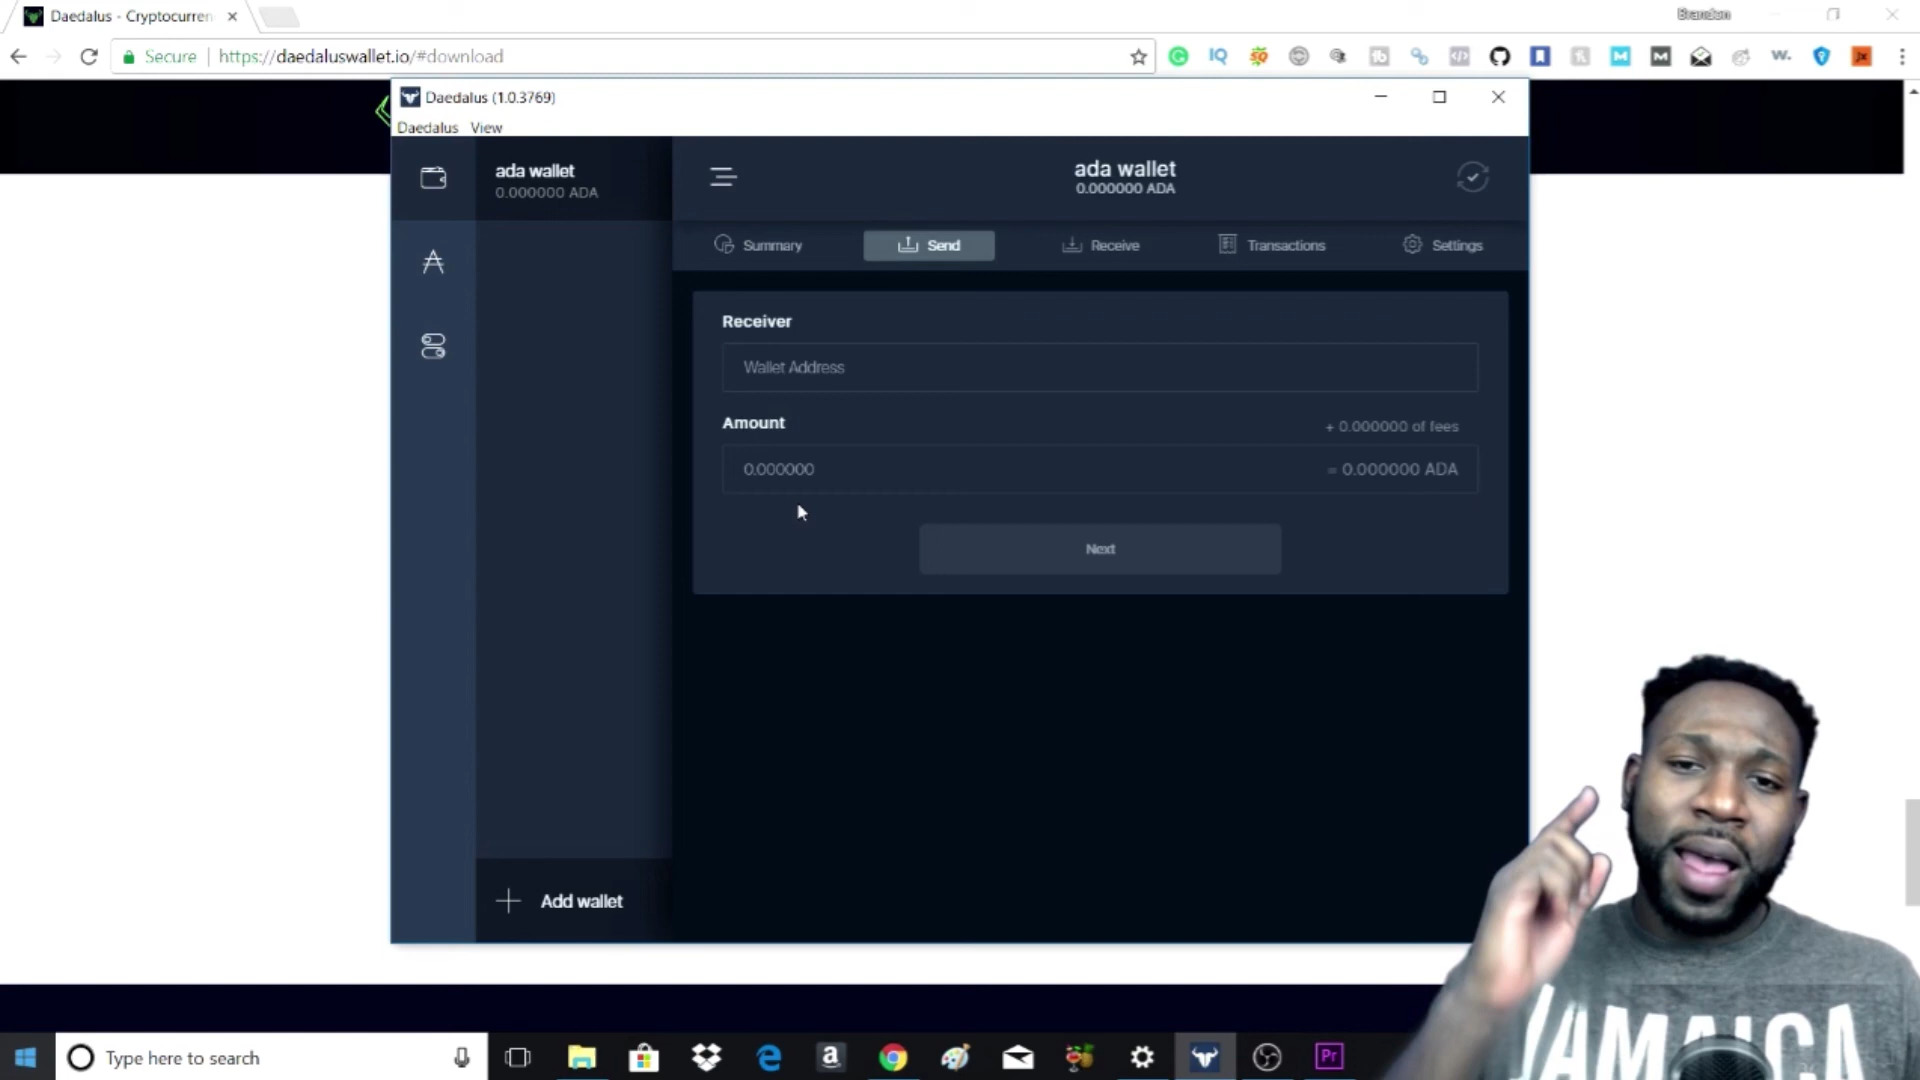 Daedalus - Cryptocurren
Brandon
Secure
https://daedaluswallet.io/#download
Daedalus (1.0.3769)
Daedalus View
ada wallet
0.000000 ADA
ada wallet
0.000000 ADA
Summary
Send
Receive
Transactions
Settings
Receiver
Wallet Address
Amount
+ 0.000000 of fees
0.000000
= 0.000000 ADA
Next
Add wallet
JAMAICA
Type here to search
Pr